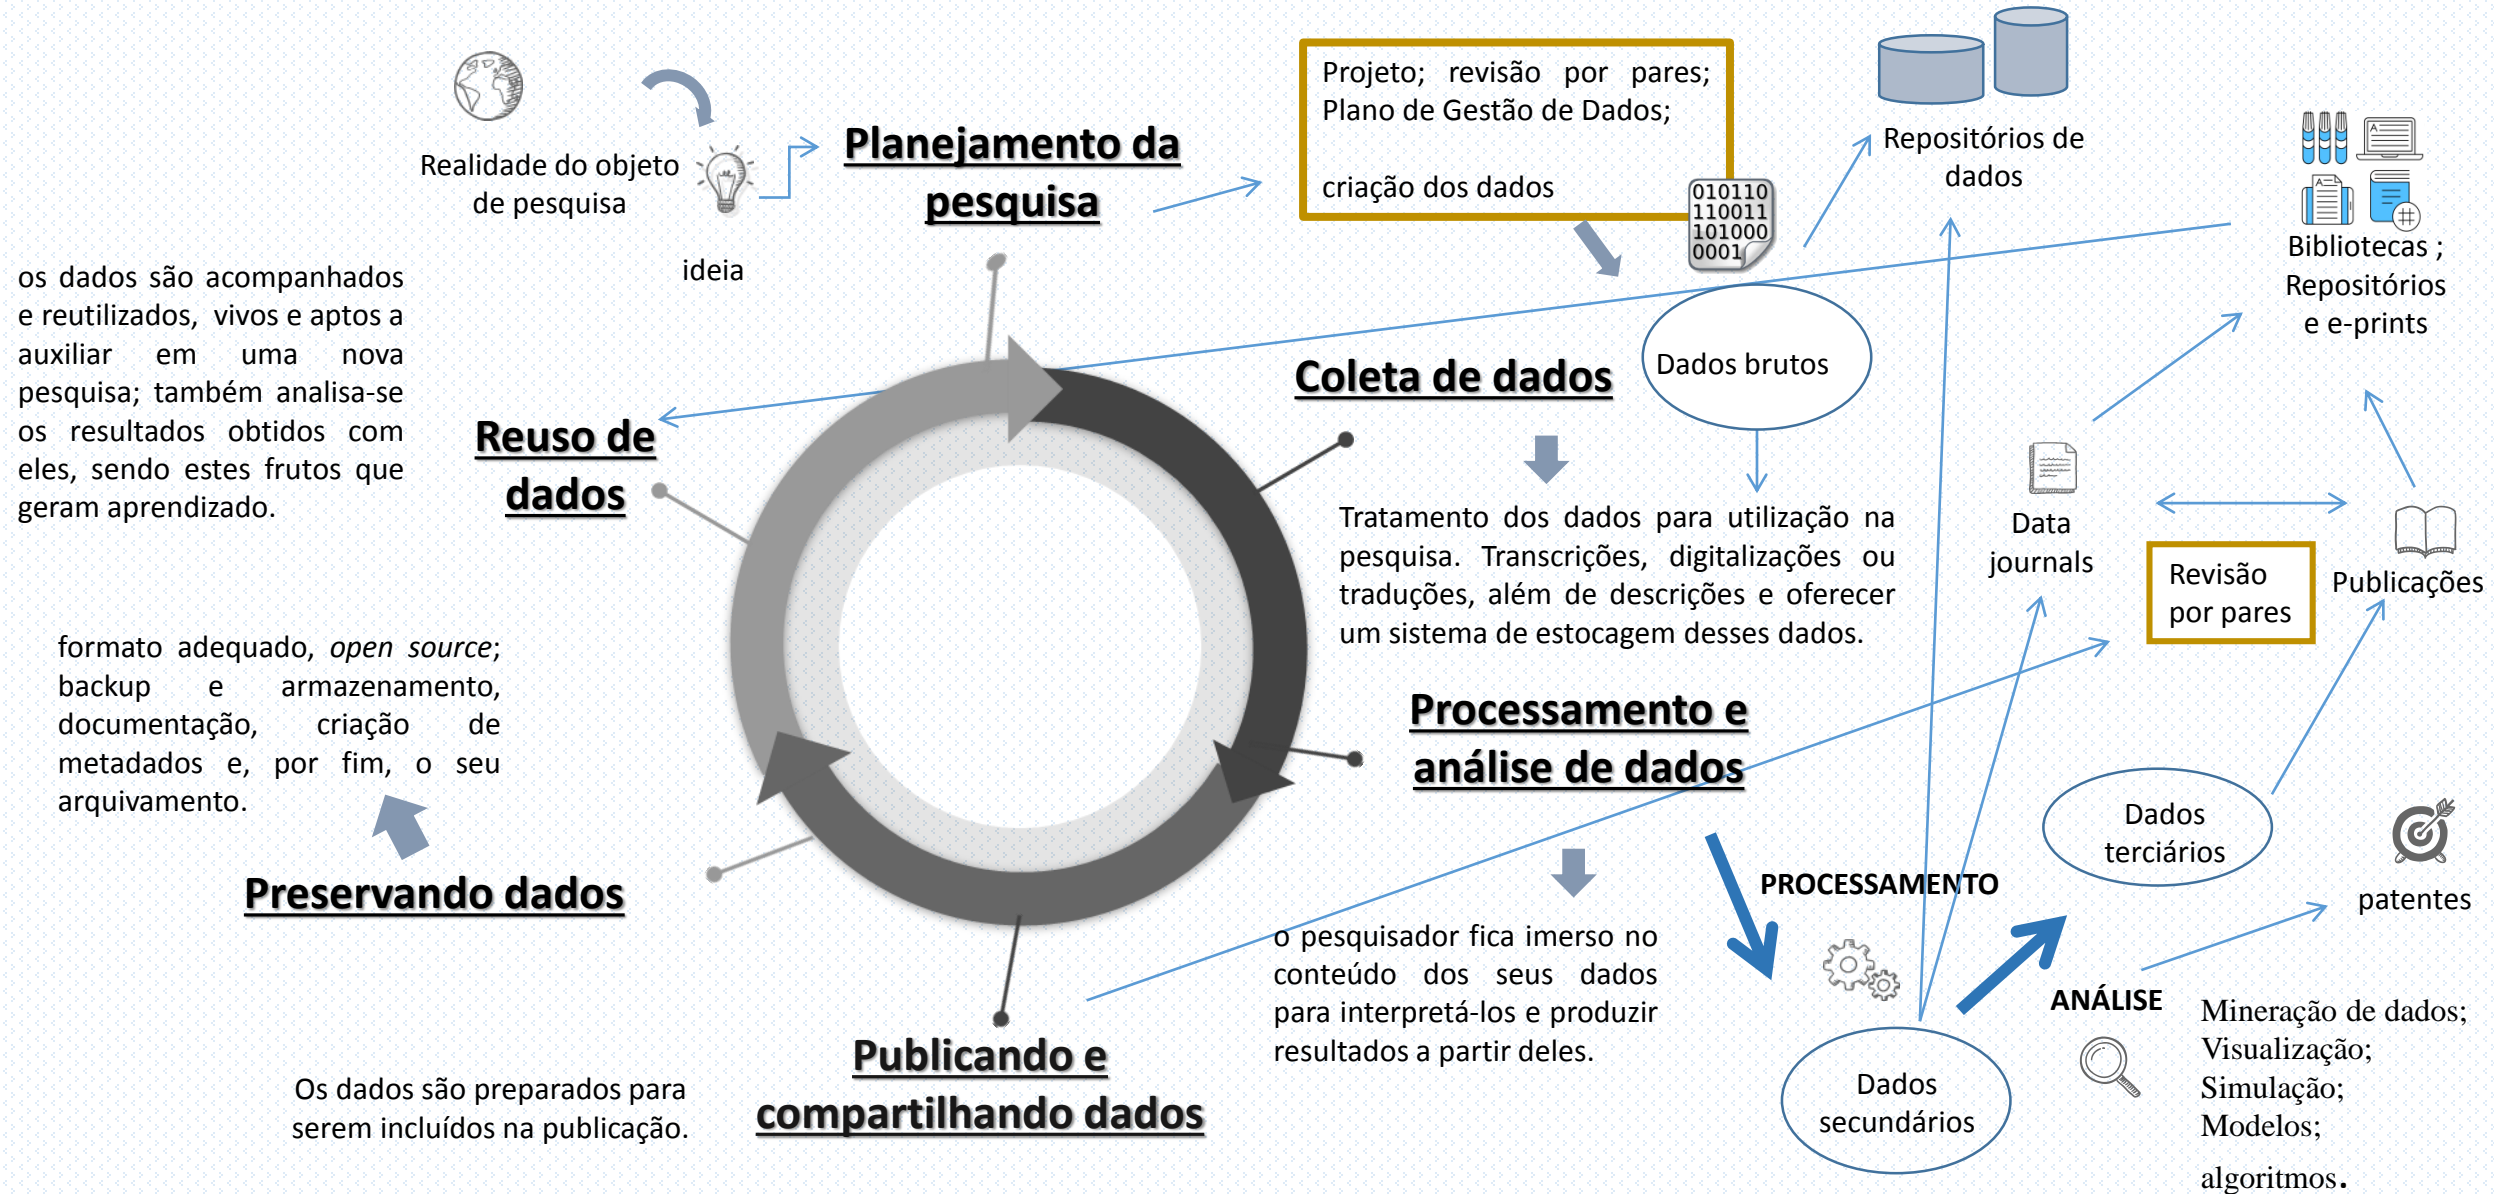 Realidade do objeto
de pesquisa
ideia
Planejamento da
pesquisa
Projeto; revisão por pares;
Plano de Gestão de Dados;
criação dos dados
010110
110011
101000
0001
Repositórios de
dados
Bibliotecas ;
Repositórios
e e-prints
os dados são acompanhados
e reutilizados, vivos e aptos a
auxiliar em uma nova
pesquisa; também analisa-se
os resultados obtidos com
eles, sendo estes frutos que
geram aprendizado.
Reuso de
dados
Coleta de dados
Dados brutos
Tratamento dos dados para utilização na
pesquisa. Transcrições, digitalizações ou
traduções, além de descrições e oferecer
um sistema de estocagem desses dados.
Data
journals
Revisão
por pares
Publicações
formato adequado, open source;
backup e armazenamento,
documentação, criação de
metadados e, por fim, o seu
arquivamento.
Preservando dados
Processamento e
análise de dados
PROCESSAMENTO
Dados
terciários
patentes
o pesquisador fica imerso no
conteúdo dos seus dados
para interpretá-los e produzir
resultados a partir deles.
ANÁLISE
Mineração de dados;
Visualização;
Simulação;
Modelos;
algoritmos.
Dados
secundários
Publicando e
compartilhando dados
Os dados são preparados para
serem incluídos na publicação.